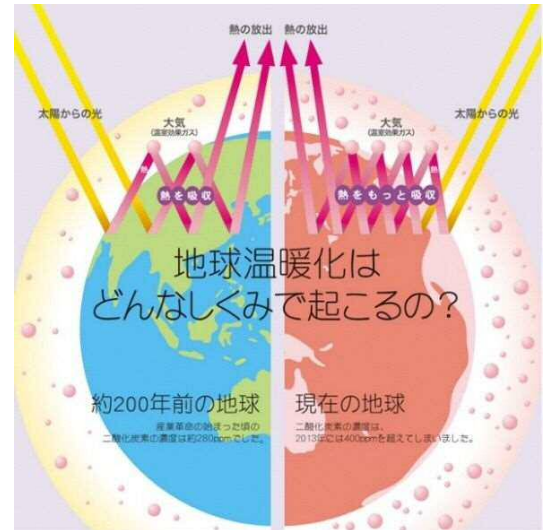 熱の放出 熱の放出
太陽からの光
大気
(温室効果ガス)
大気
(温室効果ガス)
太陽からの光
熱
熱
熱を吸収
熱をもっと吸収
地球温暖化は
どんなしくみで起こるの?
約200年前の地球
産業革命の始まった頃の
二酸化炭素の濃度は約280ppmでした。
現在の地球
二酸化炭素の濃度は、
2013年には400ppmを超えてしまいました。